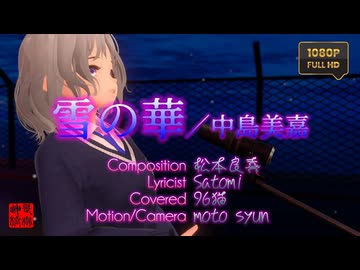 1080P
FULL HD
雪の華/中島美嘉
Composition 松本良喜
Lyricist Satomi
Covered 96猫
Motion/Camera moto syun